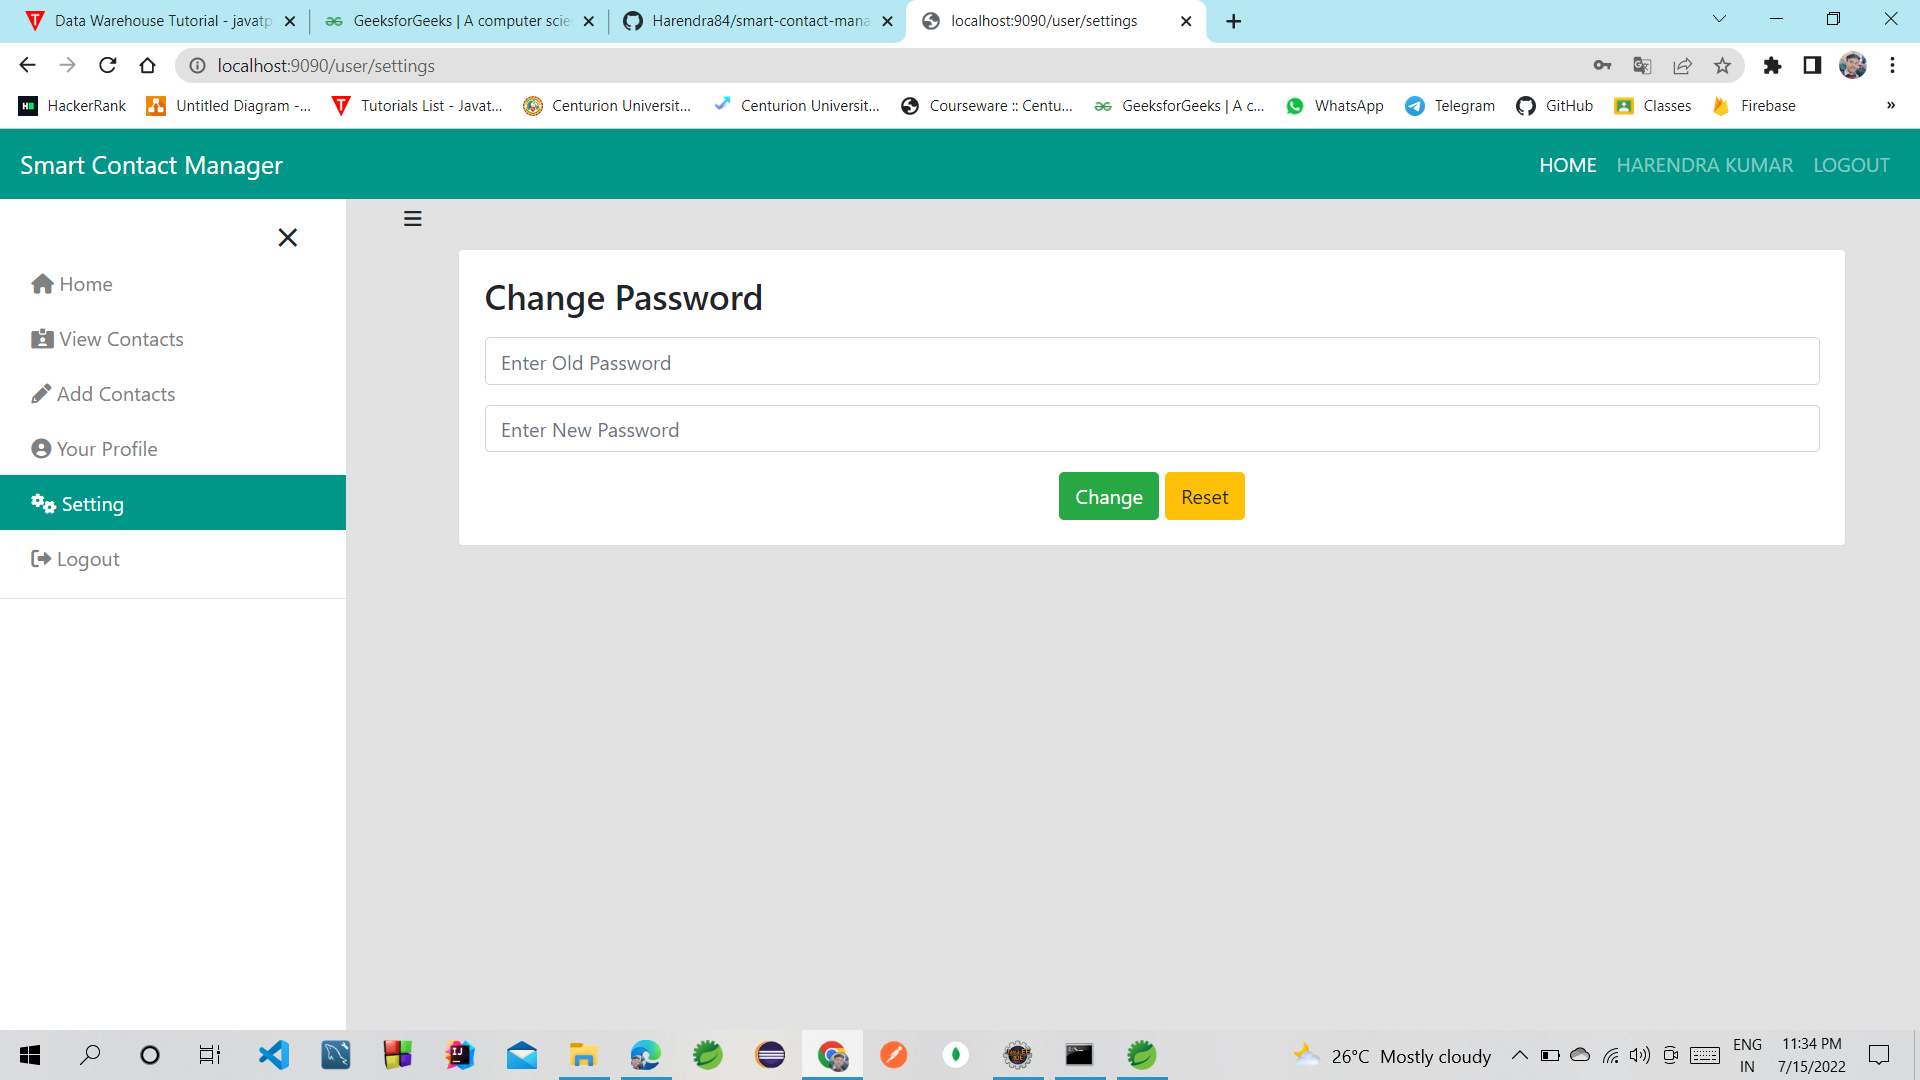 Data Warehouse Tutorial - javatp
GeeksforGeeks | A computer scie
Harendra84/smart-contact-mana
localhost:9090/user/settings
localhost:9090/user/settings
HackerRank
Untitled Diagram -...
Tutorials List - Javat...
Centurion Universit...
Centurion Universit...
Courseware :: Centu...
GeeksforGeeks | A c...
WhatsApp
Telegram
GitHub
Classes
Firebase
»
Smart Contact Manager
HOME
HARENDRA KUMAR
LOGOUT
Home
View Contacts
Add Contacts
Your Profile
Setting
Logout
Change Password
Enter Old Password
Enter New Password
Change
Reset
26°C Mostly cloudy
ENG
IN
11:34 PM
7/15/2022